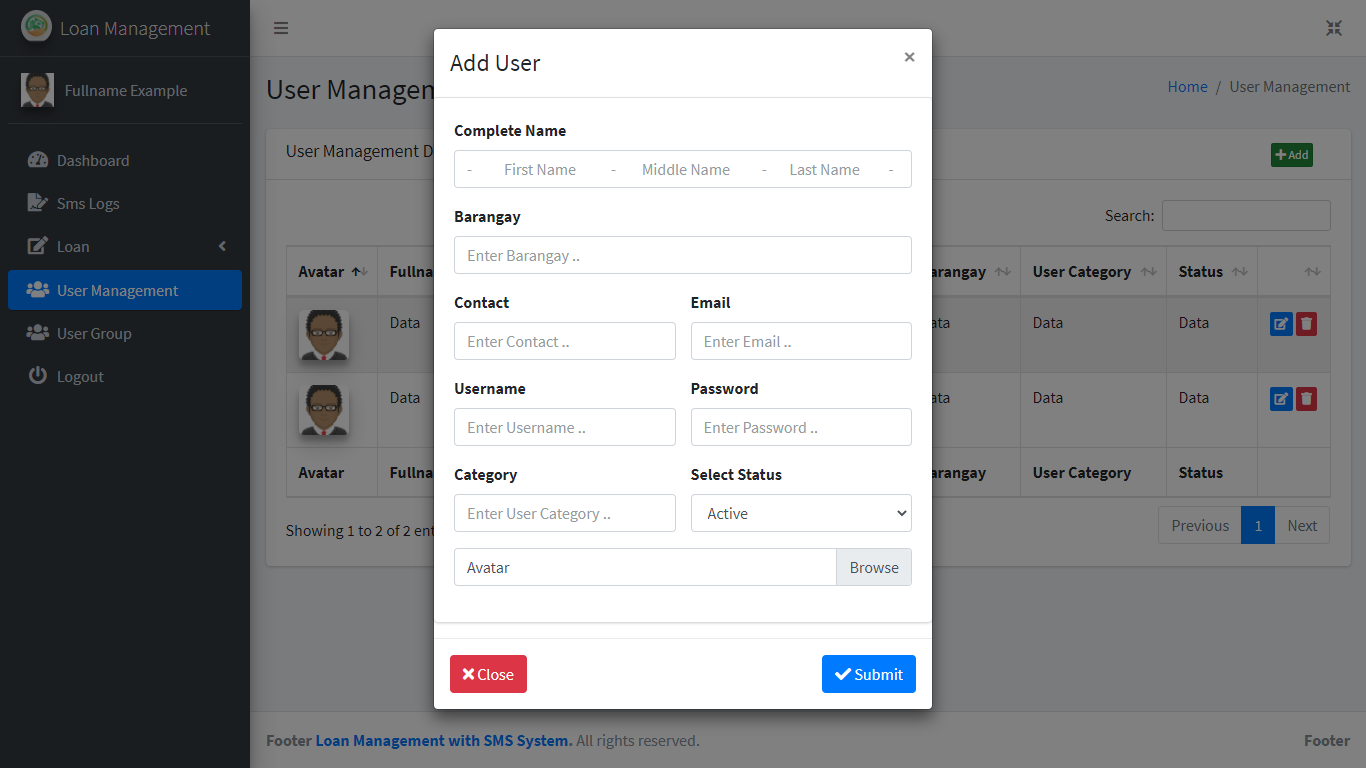 Loan Management
Fullname Example
Dashboard
Sms Logs
Loan
User Management
User Group
Logout
User Managem
Home / User Management
User Management D
Add
Search:
Avatar Fullna arangay User Category Status
Data ata Data Data
Data ata Data Data
Avatar Fullna arangay User Category Status
Showing 1 to 2 of 2 ent
Previous 1 Next
Add User
×
Complete Name
- First Name - Middle Name - Last Name -
Barangay
Enter Barangay ..
Contact Email
Enter Contact .. Enter Email ..
Username Password
Enter Username .. Enter Password ..
Category Select Status
Enter User Category .. Active
Avatar Browse
Close Submit
Footer Loan Management with SMS System. All rights reserved.
Footer